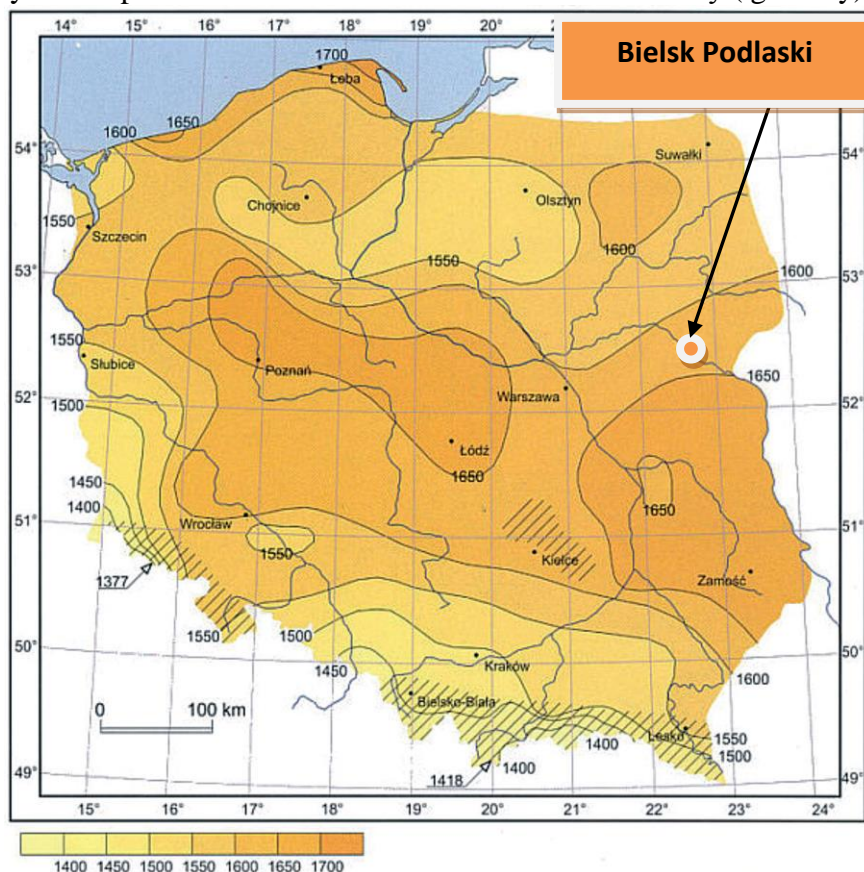 Bielsk Podlaski
14° 15° 16° 17° 18° 19° 20°
1700
Łeba
1650
1600
54° 54°
Suwałki
Chojnice
Olsztyn
1550
Szczecin
1600
1550
53° 53°
1600
1550
Słubice
Poznań
Warszawa
1650
52° 52°
1500
Łódź
1650
1450
1650
1400
51° 51°
Wrocław
1550
Kielce
1377
Zamość
1550
1500
50° 50°
Kraków
1450
1600
Bielsko-Biała
0 100 km
Lesko
1550
1400
1500
1400
1418
49° 49°
15° 16° 17° 18° 19° 20° 21° 22° 23° 24°
1400 1450 1500 1550 1600 1650 1700